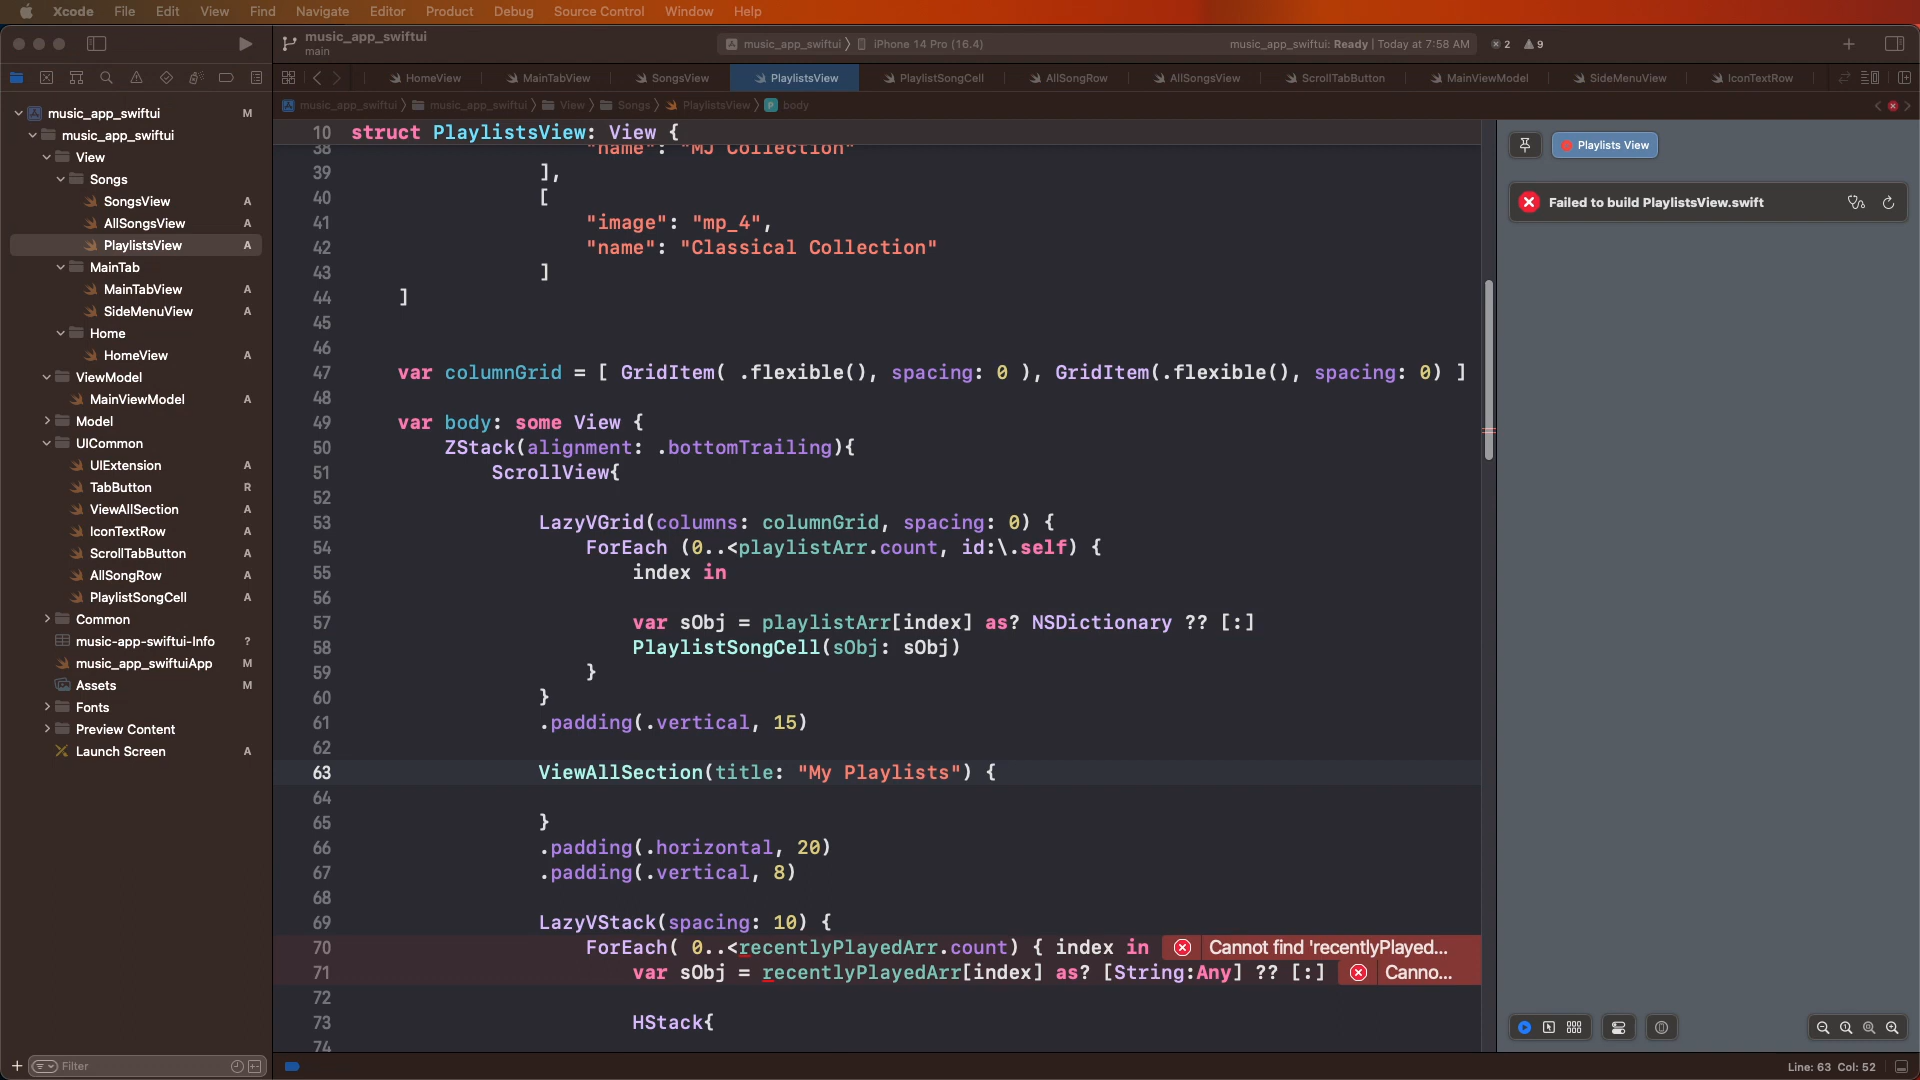 Xcode File Edit View Find Navigate Editor Product Debug Source Control Window Help
music_app_swiftui
main
music_app_swiftui iPhone 14 Pro (16.4)
music_app_swiftui: Ready | Today at 7:58 AM
2 9
HomeView MainTabView SongsView PlaylistsView PlaylistSongCell AllSongRow AllSongsView ScrollTabButton MainViewModel SideMenuView IconTextRow
music_app_swiftui music_app_swiftui View Songs PlaylistsView body
music_app_swiftui M
music_app_swiftui
View
Songs
SongsView A
AllSongsView A
PlaylistsView A
MainTab
MainTabView A
SideMenuView A
Home
HomeView A
ViewModel
MainViewModel A
Model
UICommon
UIExtension A
TabButton R
ViewAllSection A
IconTextRow A
ScrollTabButton A
AllSongRow A
PlaylistSongCell A
Common
music-app-swiftui-Info ?
music_app_swiftuiApp M
Assets M
Fonts
Preview Content
Launch Screen A
Filter
10 struct PlaylistsView: View {
38 "name": "MJ Collection"
39 ],
40 [
41 "image": "mp_4",
42 "name": "Classical Collection"
43 ]
44 ]
45
46
47 var columnGrid = [ GridItem( .flexible(), spacing: 0 ), GridItem(.flexible(), spacing: 0) ]
48
49 var body: some View {
50 ZStack(alignment: .bottomTrailing){
51 ScrollView{
52
53 LazyVGrid(columns: columnGrid, spacing: 0) {
54 ForEach (0..<playlistArr.count, id:\.self) {
55 index in
56
57 var sObj = playlistArr[index] as? NSDictionary ?? [:]
58 PlaylistSongCell(sObj: sObj)
59 }
60 }
61 .padding(.vertical, 15)
62
63 ViewAllSection(title: "My Playlists") {
64
65 }
66 .padding(.horizontal, 20)
67 .padding(.vertical, 8)
68
69 LazyVStack(spacing: 10) {
70 ForEach( 0..<recentlyPlayedArr.count) { index in Cannot find 'recentlyPlayed...
71 var sObj = recentlyPlayedArr[index] as? [String:Any] ?? [:] Canno...
72
73 HStack{
74
Playlists View
Failed to build PlaylistsView.swift
Line: 63 Col: 52